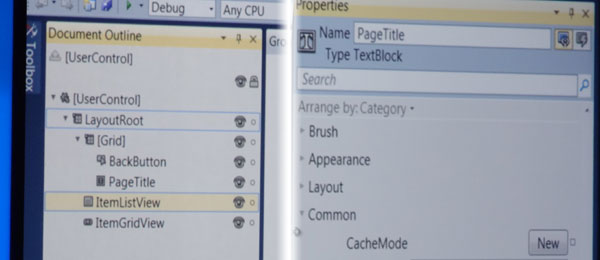 Debug
Any CPU
Toolbox
Document Outline
[UserControl]
[UserControl]
LayoutRoot
[Grid]
BackButton
PageTitle
ItemListView
ItemGridView
Gro
Properties
Name PageTitle
Type TextBlock
Search
Arrange by: Category
Brush
Appearance
Layout
Common
CacheMode New